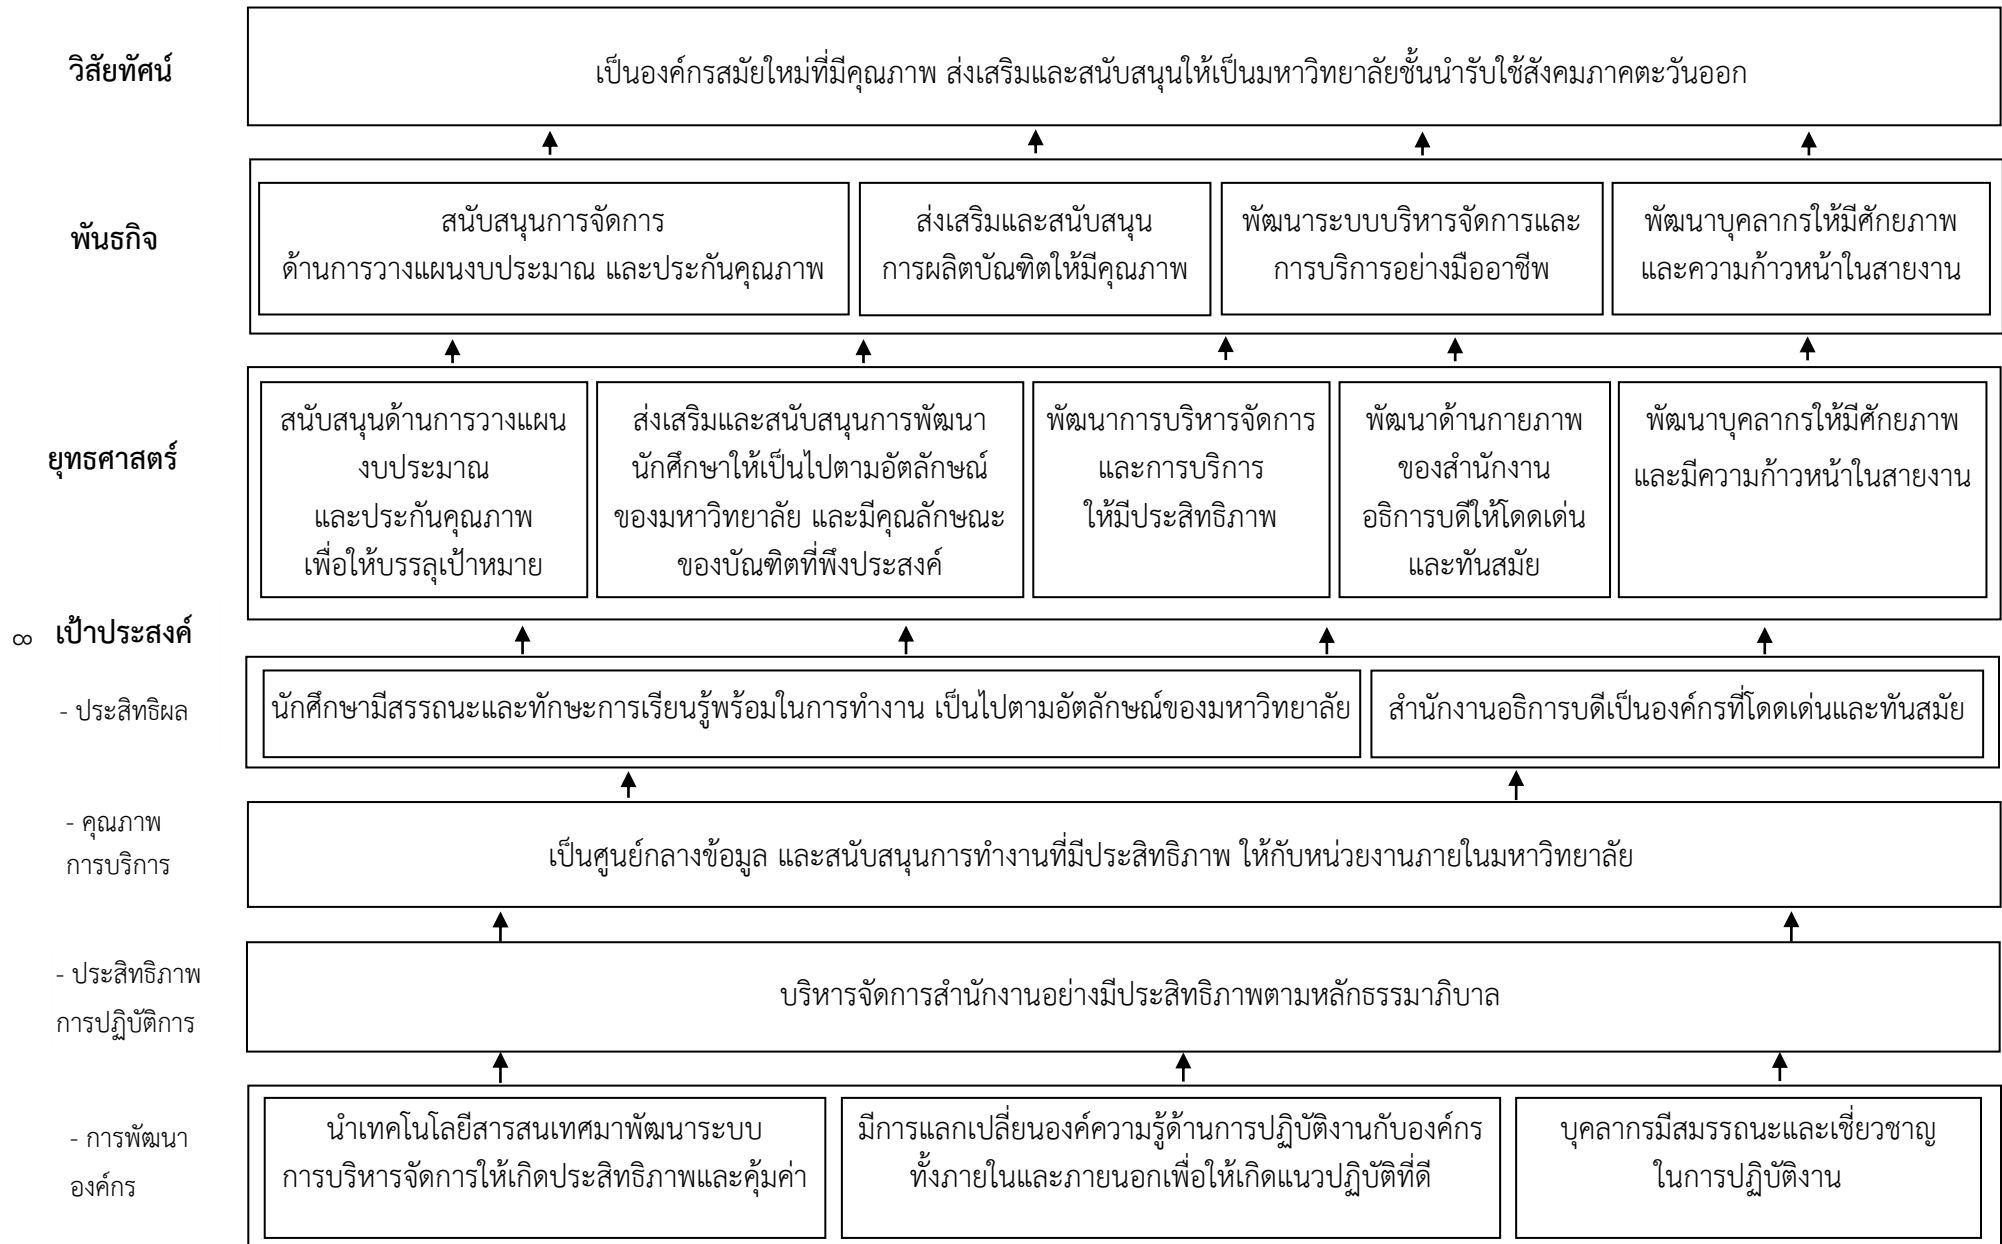 วิสัยทัศน์
เป็นองค์กรสมัยใหม่ที่มีคุณภาพ ส่งเสริมและสนับสนุนให้เป็นมหาวิทยาลัยชั้นนำรับใช้สังคมภาคตะวันออก
พันธกิจ
สนับสนุนการจัดการ
ด้านการวางแผนงบประมาณ และประกันคุณภาพ
ส่งเสริมและสนับสนุน
การผลิตบัณฑิตให้มีคุณภาพ
พัฒนาระบบบริหารจัดการและ
การบริการอย่างมืออาชีพ
พัฒนาบุคลากรให้มีศักยภาพ
และความก้าวหน้าในสายงาน
ยุทธศาสตร์
สนับสนุนด้านการวางแผน
งบประมาณ
และประกันคุณภาพ
เพื่อให้บรรลุเป้าหมาย
ส่งเสริมและสนับสนุนการพัฒนา
นักศึกษาให้เป็นไปตามอัตลักษณ์
ของมหาวิทยาลัย และมีคุณลักษณะ
ของบัณฑิตที่พึงประสงค์
พัฒนาการบริหารจัดการ
และการบริการ
ให้มีประสิทธิภาพ
พัฒนาด้านกายภาพ
ของสำนักงาน
อธิการบดีให้โดดเด่น
และทันสมัย
พัฒนาบุคลากรให้มีศักยภาพ
และมีความก้าวหน้าในสายงาน
8
เป้าประสงค์
- ประสิทธิผล
นักศึกษามีสรรถนะและทักษะการเรียนรู้พร้อมในการทำงาน เป็นไปตามอัตลักษณ์ของมหาวิทยาลัย
สำนักงานอธิการบดีเป็นองค์กรที่โดดเด่นและทันสมัย
- คุณภาพ
การบริการ
เป็นศูนย์กลางข้อมูล และสนับสนุนการทำงานที่มีประสิทธิภาพ ให้กับหน่วยงานภายในมหาวิทยาลัย
- ประสิทธิภาพ
การปฏิบัติการ
บริหารจัดการสำนักงานอย่างมีประสิทธิภาพตามหลักธรรมาภิบาล
- การพัฒนา
องค์กร
นำเทคโนโลยีสารสนเทศมาพัฒนาระบบ
การบริหารจัดการให้เกิดประสิทธิภาพและคุ้มค่า
มีการแลกเปลี่ยนองค์ความรู้ด้านการปฏิบัติงานกับองค์กร
ทั้งภายในและภายนอกเพื่อให้เกิดแนวปฏิบัติที่ดี
บุคลากรมีสมรรถนะและเชี่ยวชาญ
ในการปฏิบัติงาน